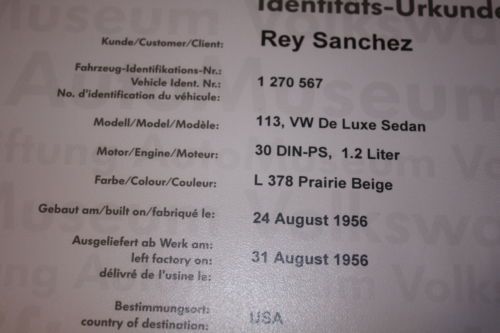 Identitäts-Urkunde
Kunde/Customer/Client: Rey Sanchez
Fahrzeug-Identifikations-Nr.:
Vehicle Ident. Nr.: 1 270 567
No. d'identification du véhicule:
Modell/Model/Modèle: 113, VW De Luxe Sedan
Motor/Engine/Moteur: 30 DIN-PS, 1.2 Liter
Farbe/Colour/Couleur: L 378 Prairie Beige
Gebaut am/built on/fabriqué le: 24 August 1956
Ausgeliefert ab Werk am:
left factory on: 31 August 1956
délivré de l'usine le:
Bestimmungsort:
country of destination: USA